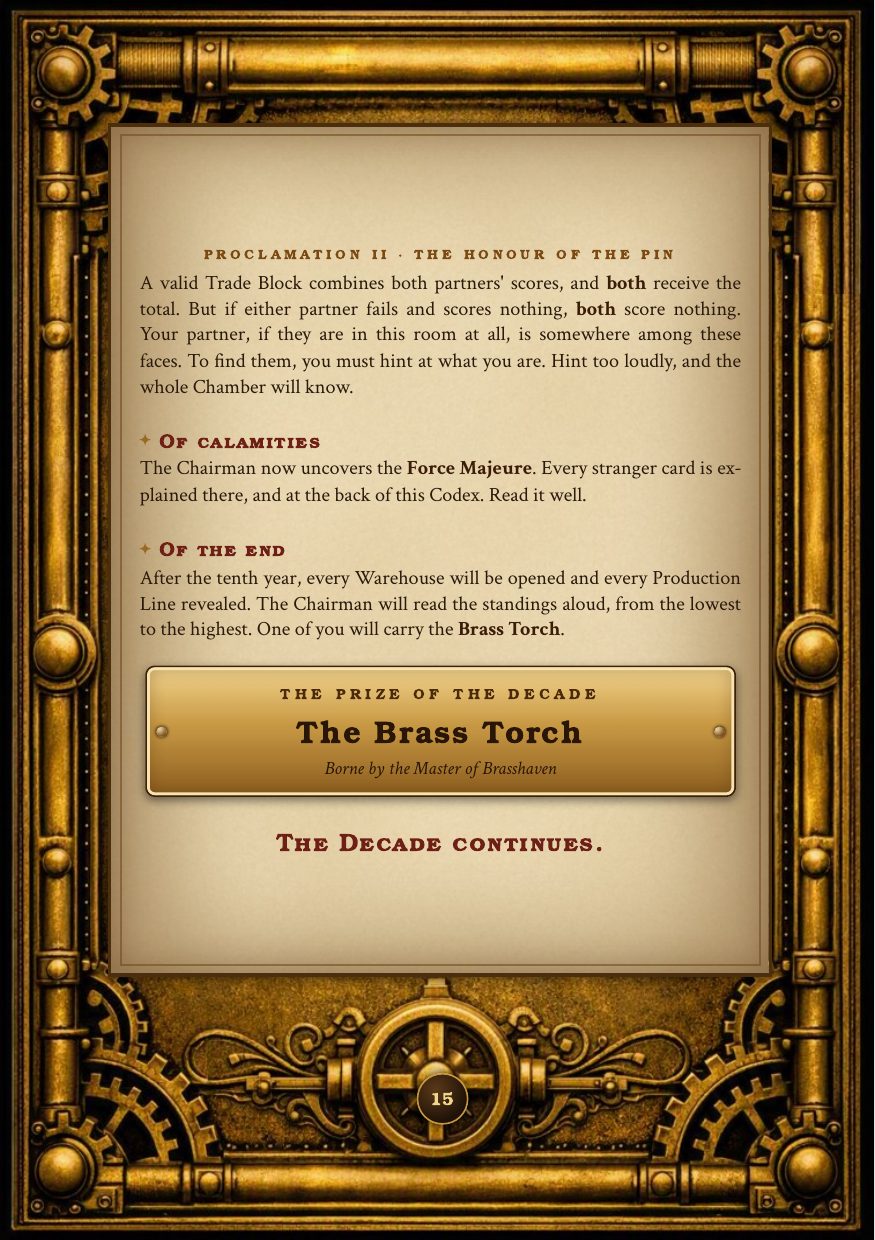 PROCLAMATION II · THE HONOUR OF THE PIN
A valid Trade Block combines both partners' scores, and both receive the
total. But if either partner fails and scores nothing, both score nothing.
Your partner, if they are in this room at all, is somewhere among these
faces. To find them, you must hint at what you are. Hint too loudly, and the
whole Chamber will know.
✦ OF CALAMITIES
The Chairman now uncovers the Force Majeure. Every stranger card is ex-
plained there, and at the back of this Codex. Read it well.
✦ OF THE END
After the tenth year, every Warehouse will be opened and every Production
Line revealed. The Chairman will read the standings aloud, from the lowest
to the highest. One of you will carry the Brass Torch.
THE PRIZE OF THE DECADE
The Brass Torch
Borne by the Master of Brasshaven
THE DECADE CONTINUES.
15